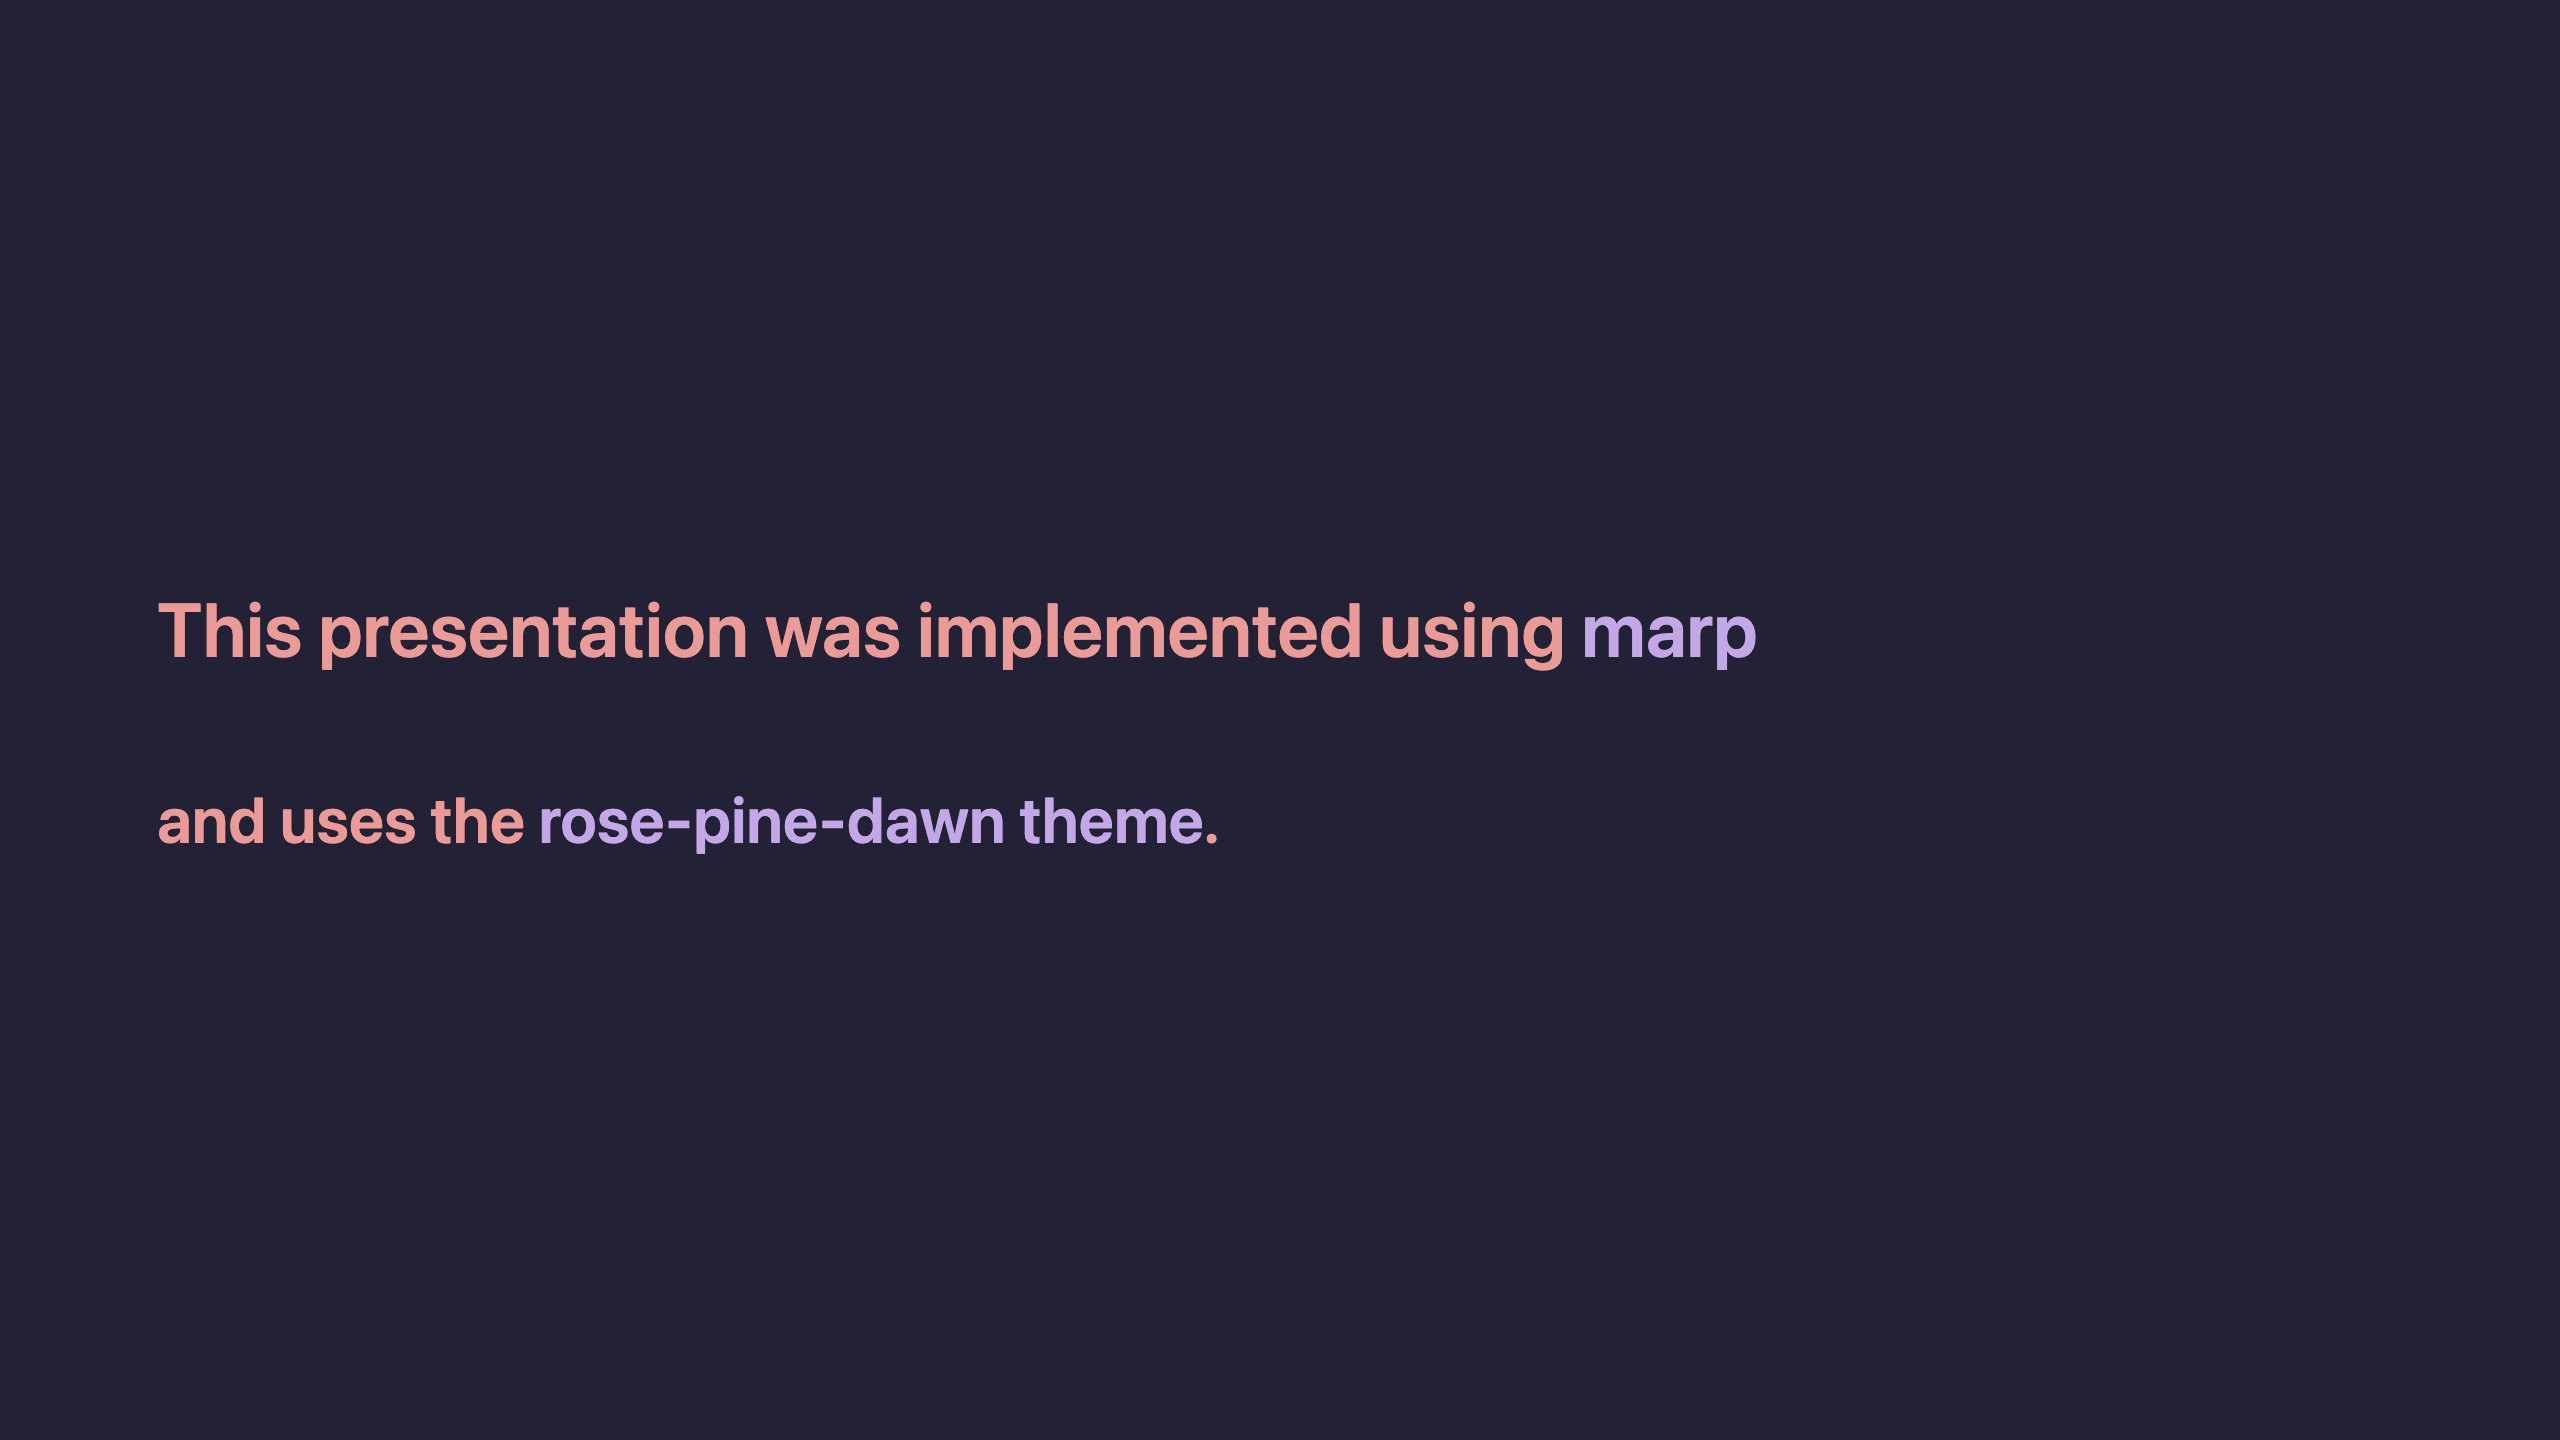 This presentation was implemented using marp
and uses the rose-pine-dawn theme.